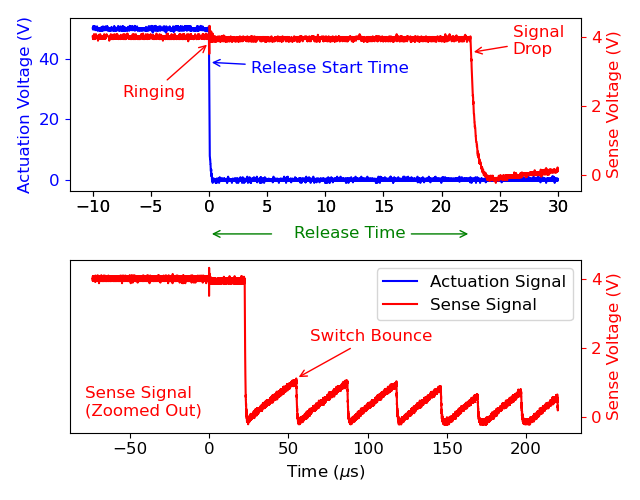 Actuation Voltage (V)
40
20
0
Sense Voltage (V)
4
2
0
Signal
Drop
Release Start Time
Ringing
−10 −5 0 5 10 15 20 25 30
Release Time
Actuation Signal
Sense Signal
Switch Bounce
Sense Signal
(Zoomed Out)
Sense Voltage (V)
4
2
0
−50 0 50 100 150 200
Time (μs)